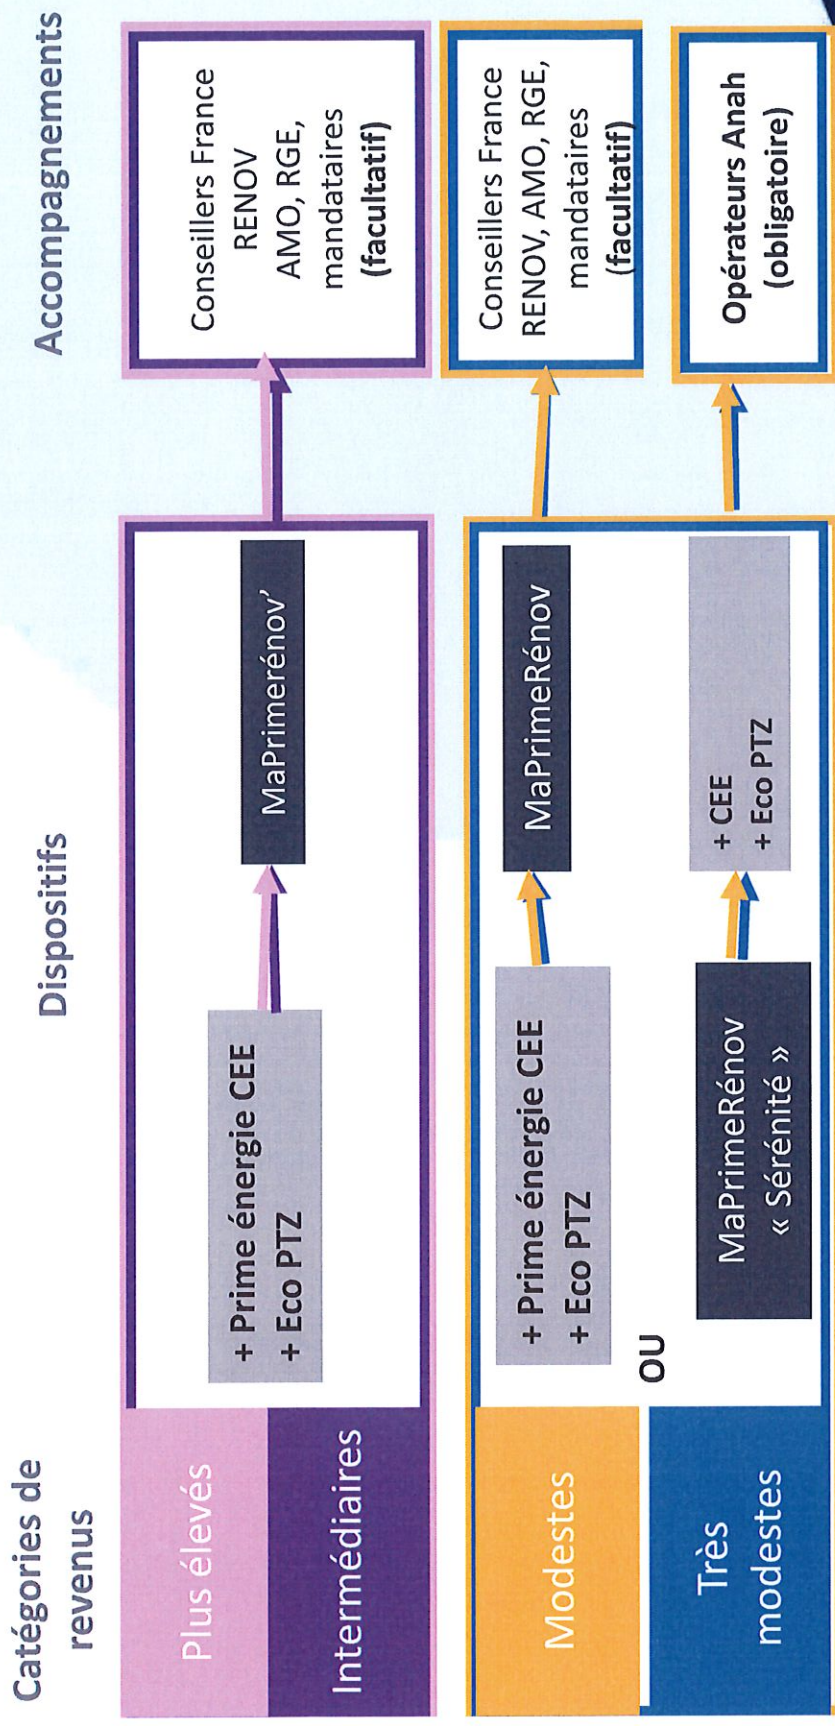 Catégories de
revenus
Dispositifs
Accompagnements
Plus élevés
Intermédiaires
+ Prime énergie CEE
+ Eco PTZ
MaPrimerénov’
Conseillers France
RENOV
AMO, RGE,
mandataires
(facultatif)
Modestes
Très
modestes
+ Prime énergie CEE
+ Eco PTZ
MaPrimeRénov
OU
MaPrimeRénov
« Sérénité »
+ CEE
+ Eco PTZ
Conseillers France
RENOV, AMO, RGE,
mandataires
(facultatif)
Opérateurs Anah
(obligatoire)